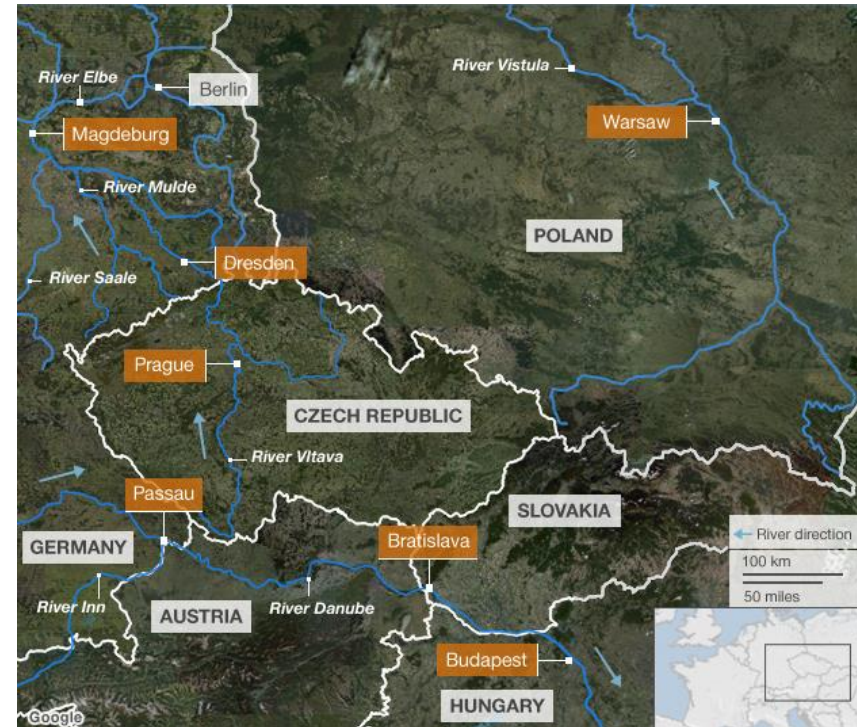 River Elbe
Berlin
River Vistula
Magdeburg
Warsaw
River Mulde
POLAND
Dresden
River Saale
Prague
CZECH REPUBLIC
River Vltava
Passau
SLOVAKIA
GERMANY
Bratislava
River direction
100 km
50 miles
River Inn
AUSTRIA
River Danube
Budapest
HUNGARY
Google